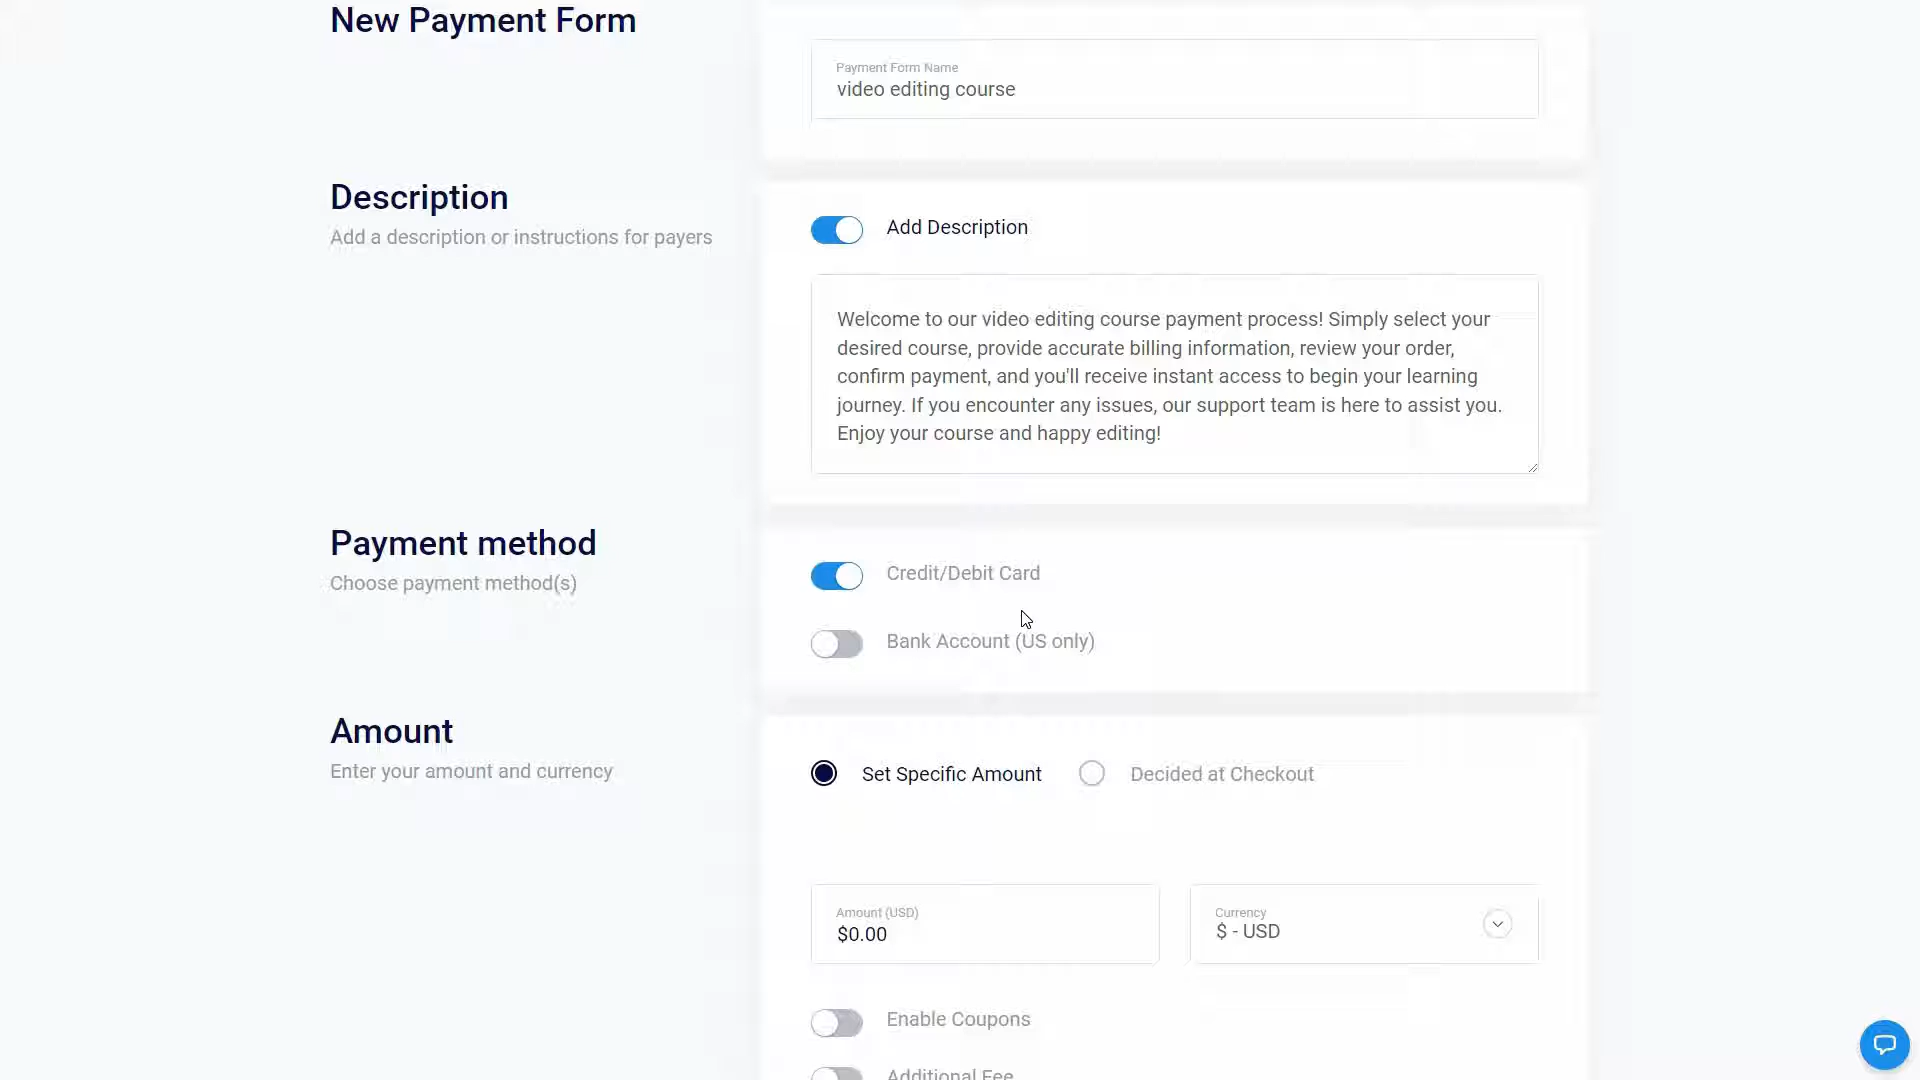 New Payment Form
Payment Form Name
video editing course
Description
Add a description or instructions for payers
Add Description
Welcome to our video editing course payment process! Simply select your
desired course, provide accurate billing information, review your order,
confirm payment, and you'll receive instant access to begin your learning
journey. If you encounter any issues, our support team is here to assist you.
Enjoy your course and happy editing!
Payment method
Choose payment method(s)
Credit/Debit Card
Bank Account (US only)
Amount
Enter your amount and currency
Set Specific Amount
Decided at Checkout
Amount (USD)
$0.00
Currency
$ - USD
Enable Coupons
Additional Fee